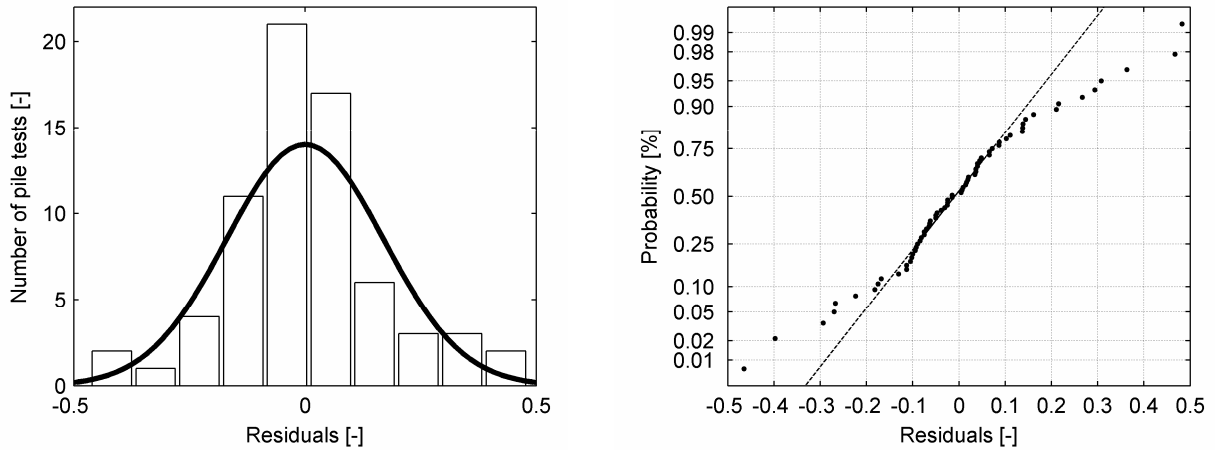 Number of pile tests [-]
20
15
10
5
0
-0.5 0 0.5
Residuals [-]
Probability [%]
0.99
0.98
0.95
0.90
0.75
0.50
0.25
0.10
0.05
0.02
0.01
-0.5 -0.4 -0.3 -0.2 -0.1 0 0.1 0.2 0.3 0.4 0.5
Residuals [-]